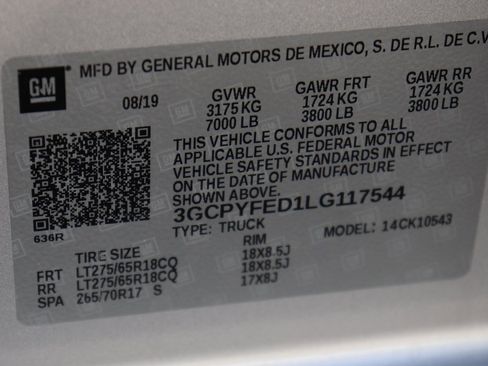 GM
MFD BY GENERAL MOTORS DE MEXICO, S. DE R.L. DE C.V
08/19
GVWR GAWR FRT GAWR RR
3175 KG 1724 KG 1724 KG
7000 LB 3800 LB 3800 LB
THIS VEHICLE CONFORMS TO ALL
APPLICABLE U.S. FEDERAL MOTOR
VEHICLE SAFETY STANDARDS IN EFFECT
ON THE DATE OF MANUFACTURE
SHOWN ABOVE.
3GCPYFED1LG117544
TYPE: TRUCK MODEL: 14CK10543
636R
TIRE SIZE RIM
FRT LT275/65R18CQ 18X8.5J
RR LT275/65R18CQ 18X8.5J
SPA 265/70R17 S 17X8J